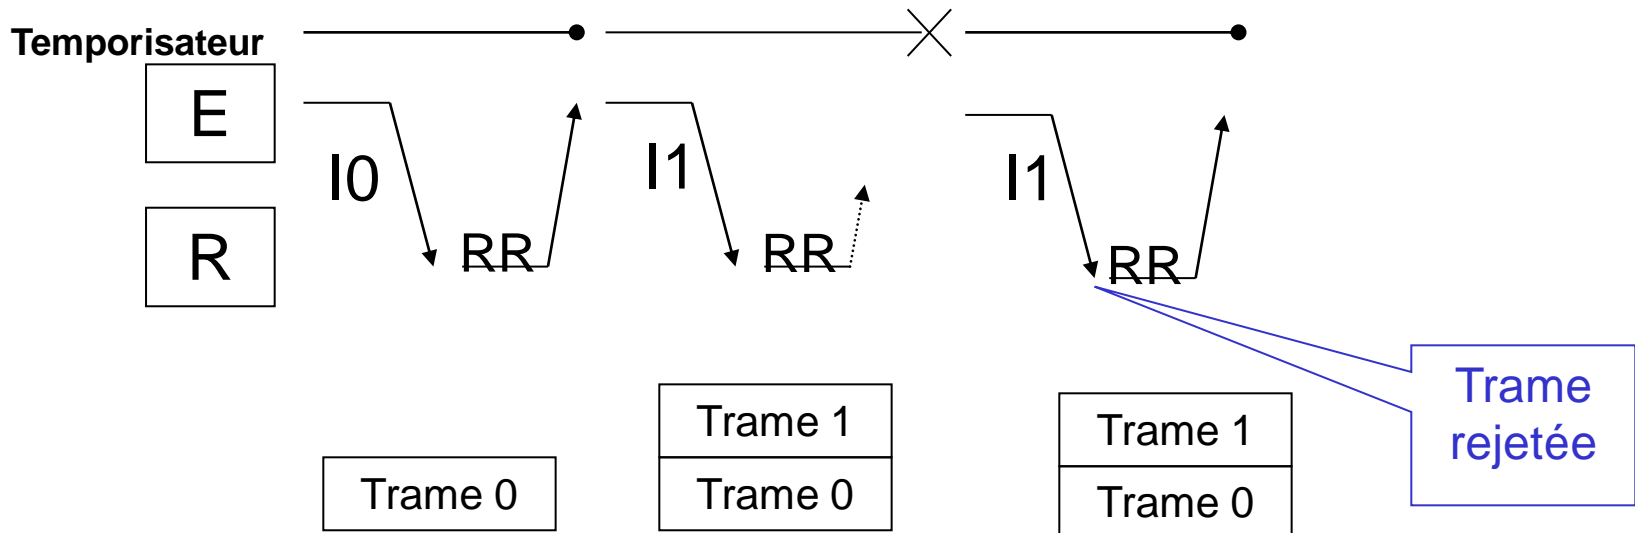 Temporisateur
E
I0
I1
I1
R
RR
RR
RR
Trame 1
Trame 0
Trame 0
Trame 1
Trame 0
Trame
rejetée